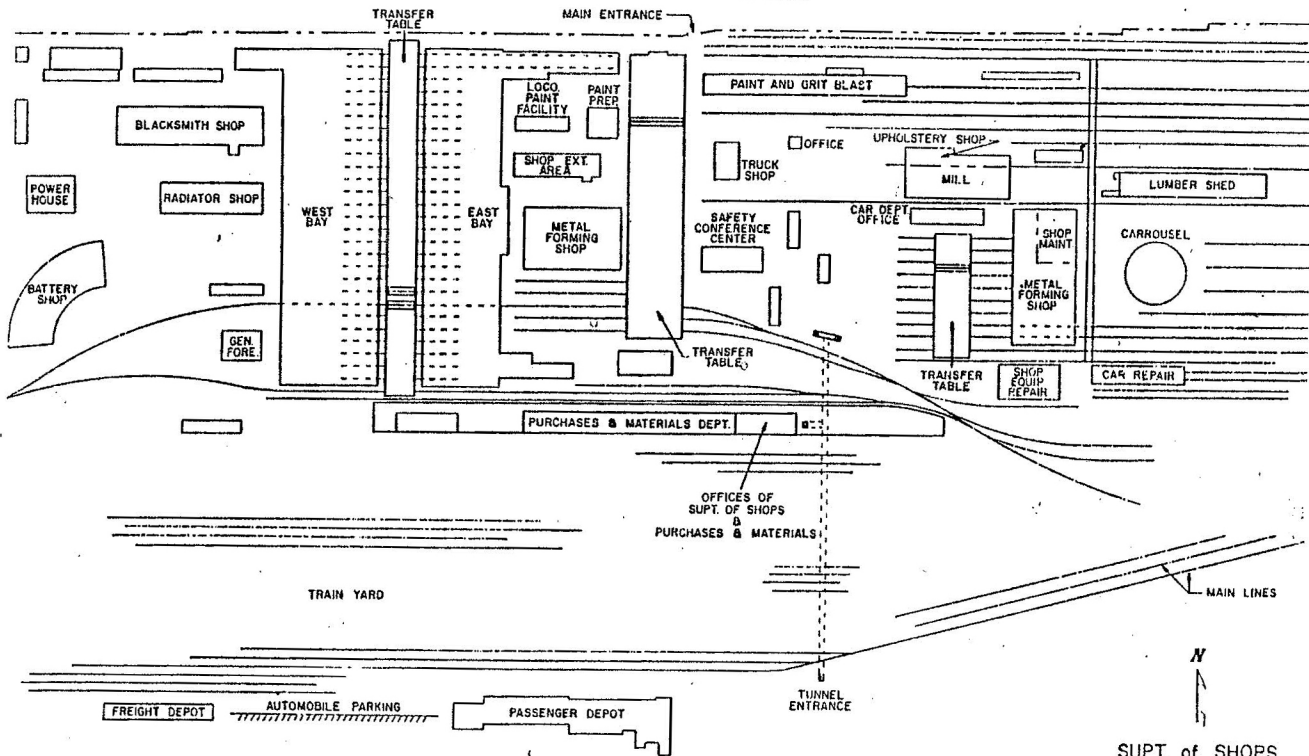 TRANSFER
TABLE
MAIN ENTRANCE
PAINT AND GRIT BLAST
LOCO.
PAINT
FACILITY
PAINT
PREP.
BLACKSMITH SHOP
OFFICE
UPHOLSTERY SHOP
SHOP EXT.
AREA
TRUCK
SHOP
MILL
LUMBER SHED
POWER
HOUSE
RADIATOR SHOP
WEST
BAY
EAST
BAY
METAL
FORMING
SHOP
SAFETY
CONFERENCE
CENTER
CAR DEPT.
OFFICE
SHOP
MAINT
CARROUSEL
BATTERY
SHOP
METAL
FORMING
SHOP
GEN.
FORE.
TRANSFER
TABLE
TRANSFER
TABLE
SHOP
EQUIP
REPAIR
CAR REPAIR
PURCHASES & MATERIALS DEPT.
OFFICES OF
SUPT. OF SHOPS
&
PURCHASES & MATERIALS
TRAIN YARD
MAIN LINES
N
TUNNEL
ENTRANCE
FREIGHT DEPOT
AUTOMOBILE PARKING
PASSENGER DEPOT
SUPT. of SHOPS